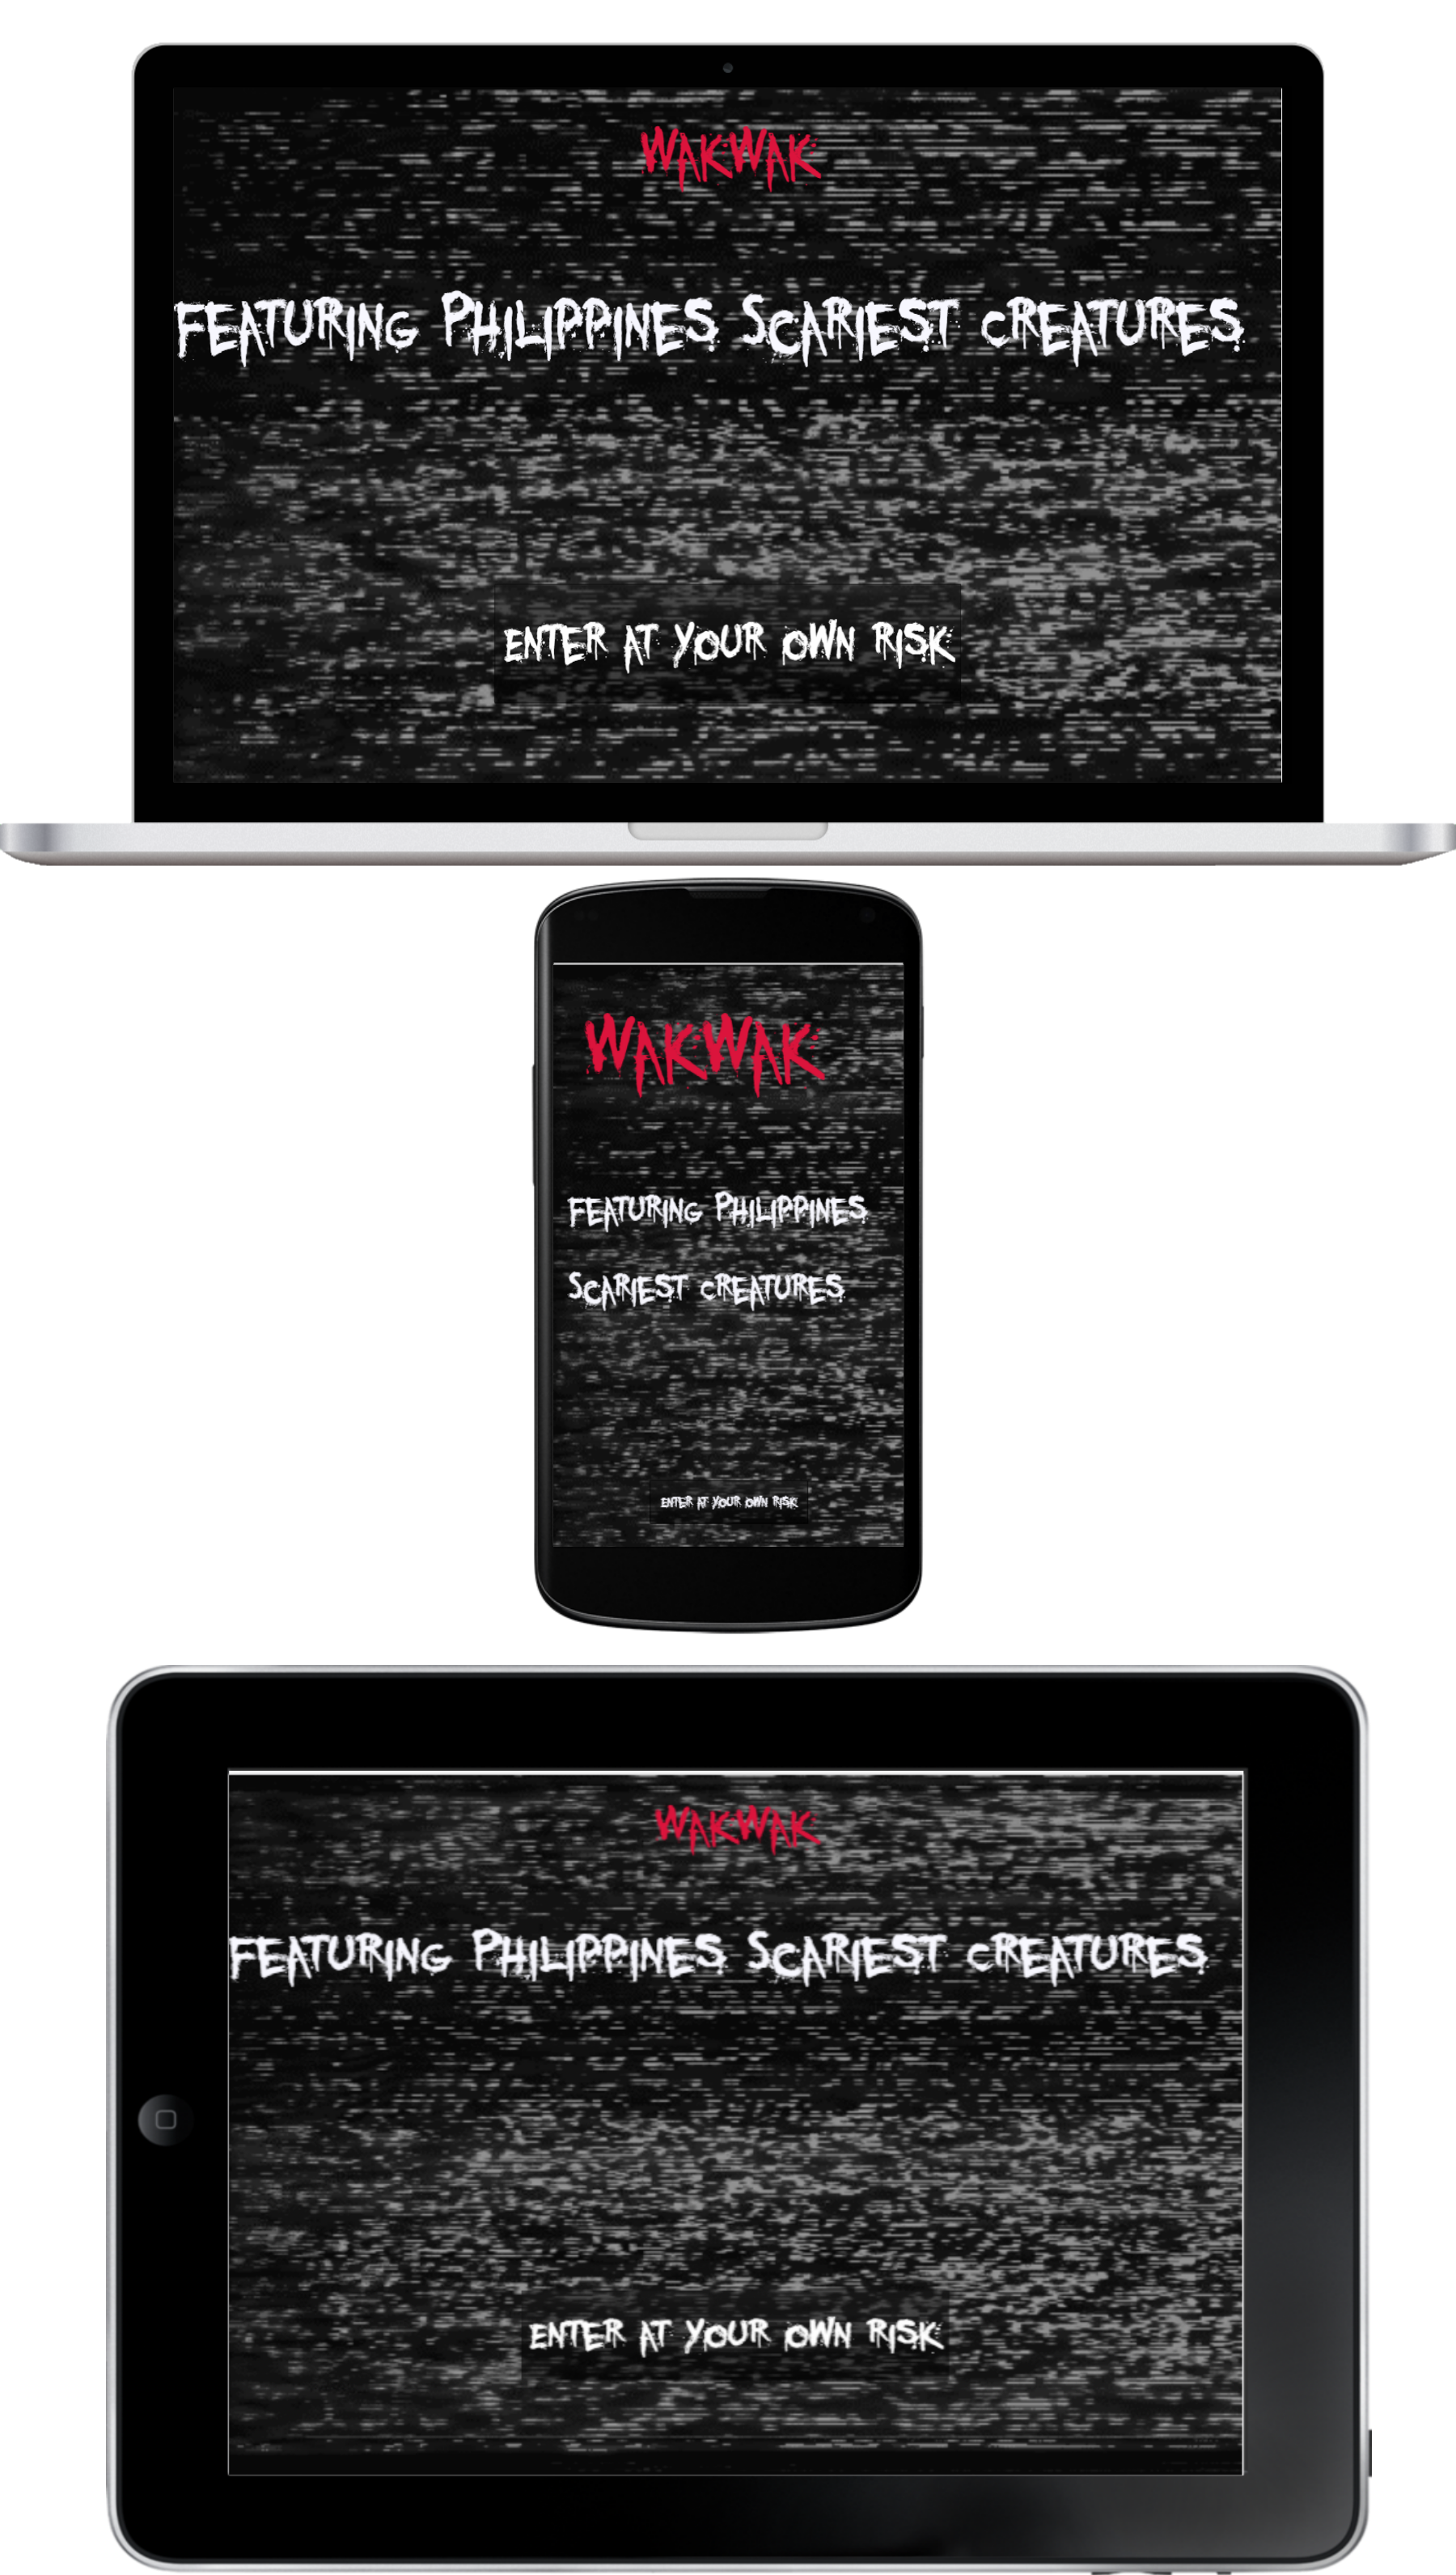 WAKWAK
FEATURING PHILIPPINES SCARIEST CREATURES
ENTER AT YOUR OWN RISK
WAKWAK
FEATURING PHILIPPINES
SCARIEST CREATURES
ENTER AT YOUR OWN RISK
WAKWAK
FEATURING PHILIPPINES SCARIEST CREATURES
ENTER AT YOUR OWN RISK